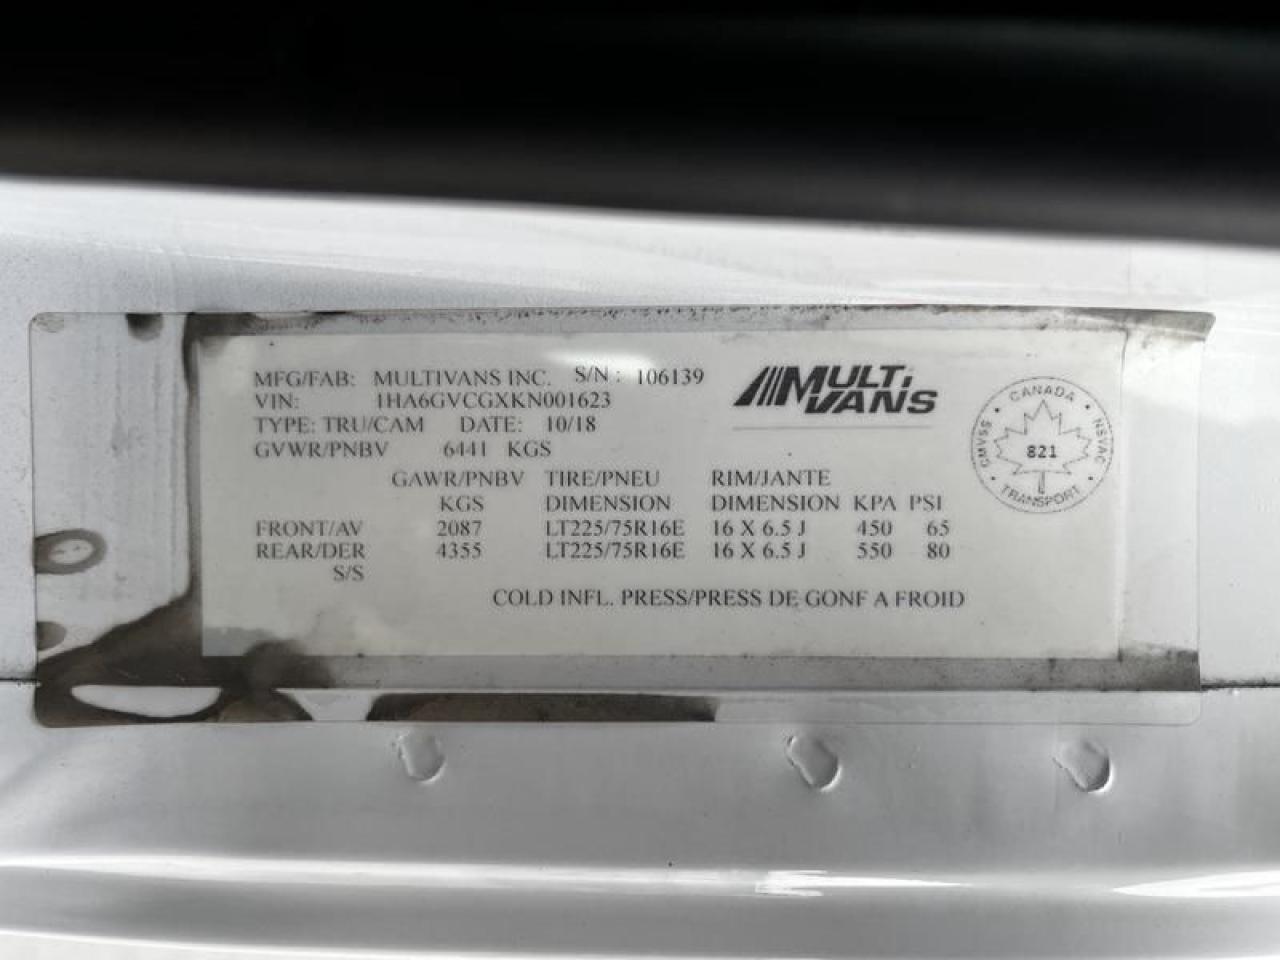 MFG/FAB: MULTIVANS INC. S/N: 106139
VIN: 1HA6GVCGXKN001623
TYPE: TRU/CAM DATE: 10/18
GVWR/PNBV 6441 KGS
MULTI VANS
CANADA
NSVAC
TRANSPORT
CMVSS
821
GAWR/PNBV TIRE/PNEU RIM/JANTE
KGS DIMENSION DIMENSION KPA PSI
FRONT/AV 2087 LT225/75R16E 16 X 6.5 J 450 65
REAR/DER 4355 LT225/75R16E 16 X 6.5 J 550 80
S/S
COLD INFL. PRESS/PRESS DE GONF A FROID